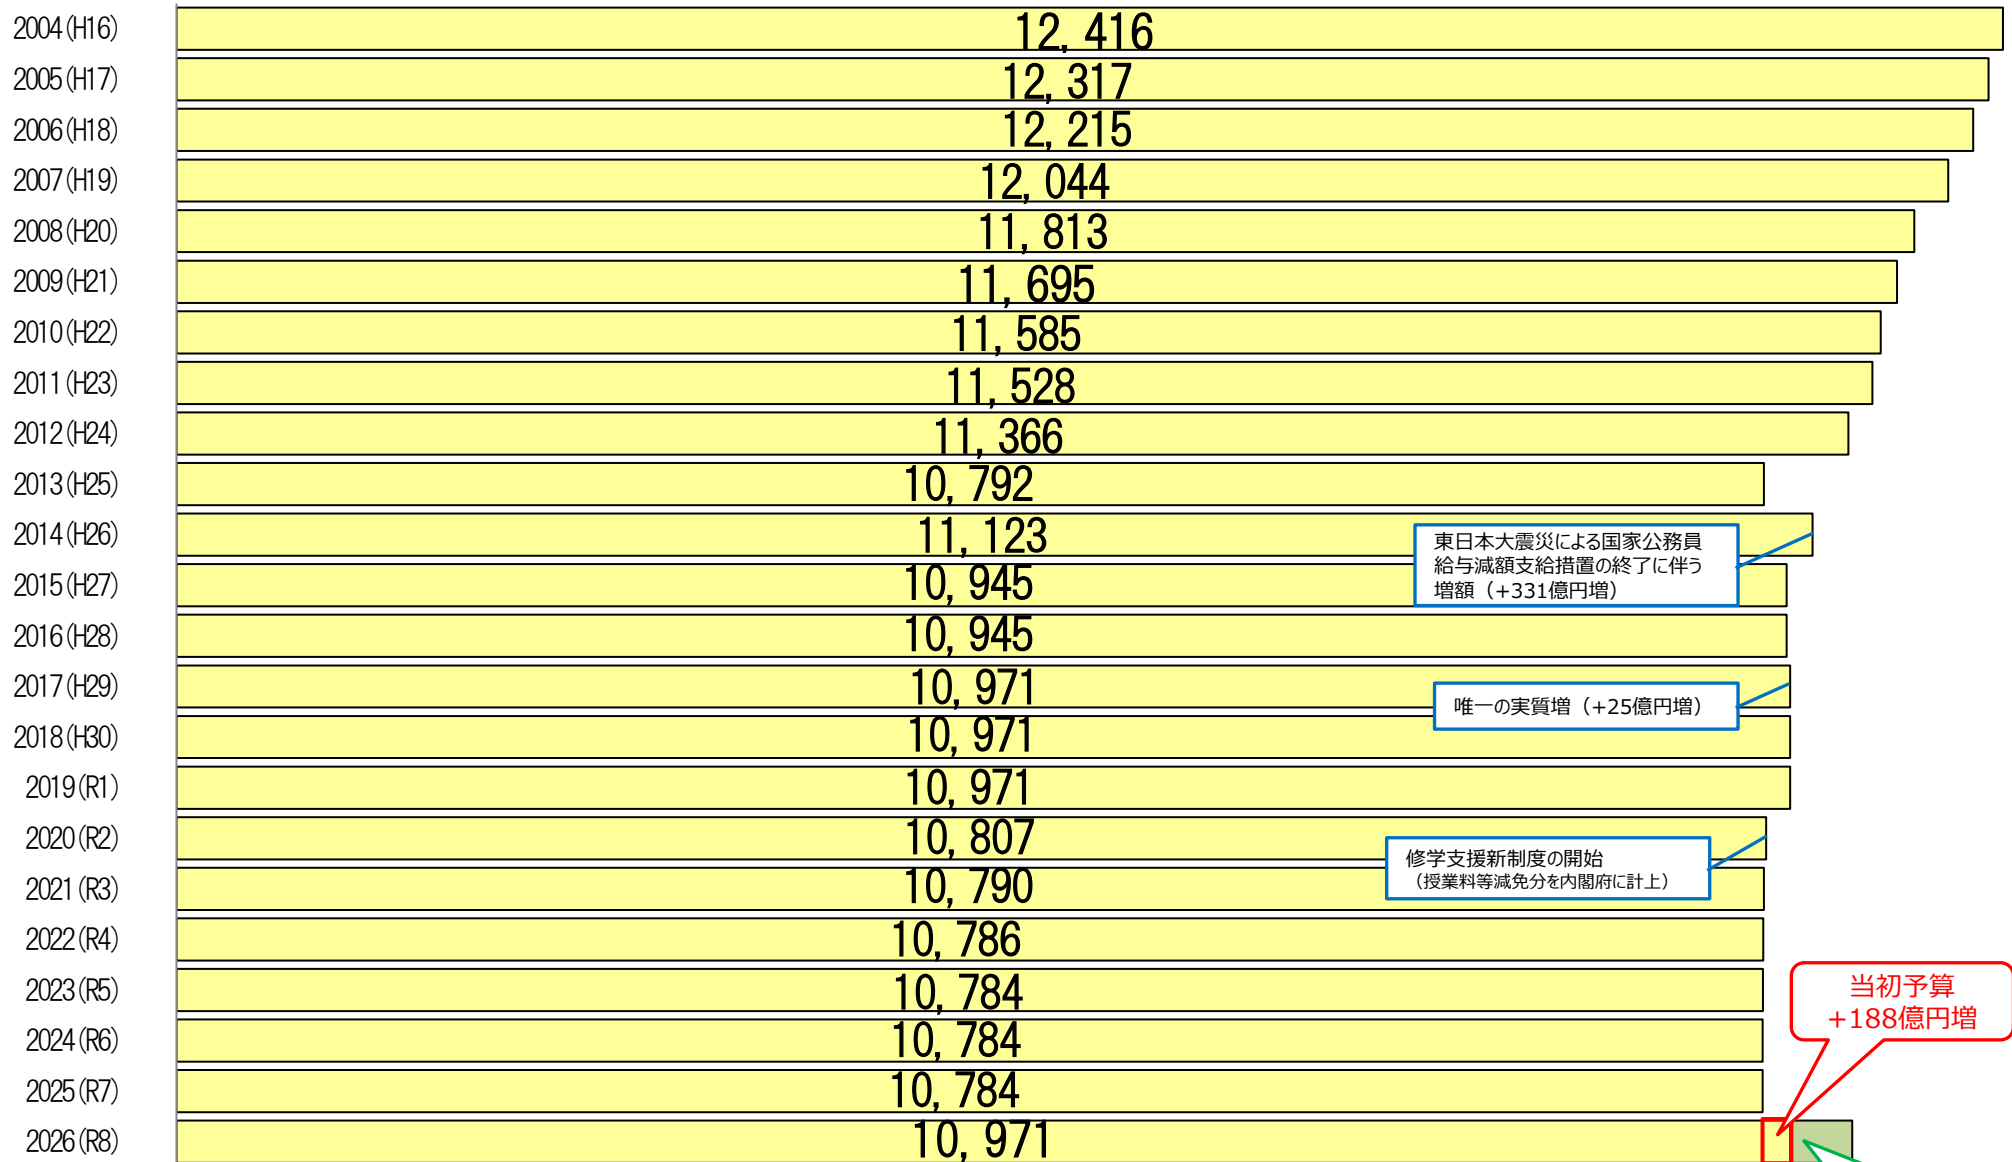 2004(H16) 12,416
2005(H17) 12,317
2006(H18) 12,215
2007(H19) 12,044
2008(H20) 11,813
2009(H21) 11,695
2010(H22) 11,585
2011(H23) 11,528
2012(H24) 11,366
2013(H25) 10,792
2014(H26) 11,123
東日本大震災による国家公務員
給与減額支給措置の終了に伴う
増額（+331億円増）
2015(H27) 10,945
2016(H28) 10,945
2017(H29) 10,971
唯一の実質増（+25億円増）
2018(H30) 10,971
2019(R1) 10,971
2020(R2) 10,807
修学支援新制度の開始
（授業料等減免分を内閣府に計上）
2021(R3) 10,790
2022(R4) 10,786
2023(R5) 10,784
当初予算
+188億円増
2024(R6) 10,784
2025(R7) 10,784
2026(R8) 10,971